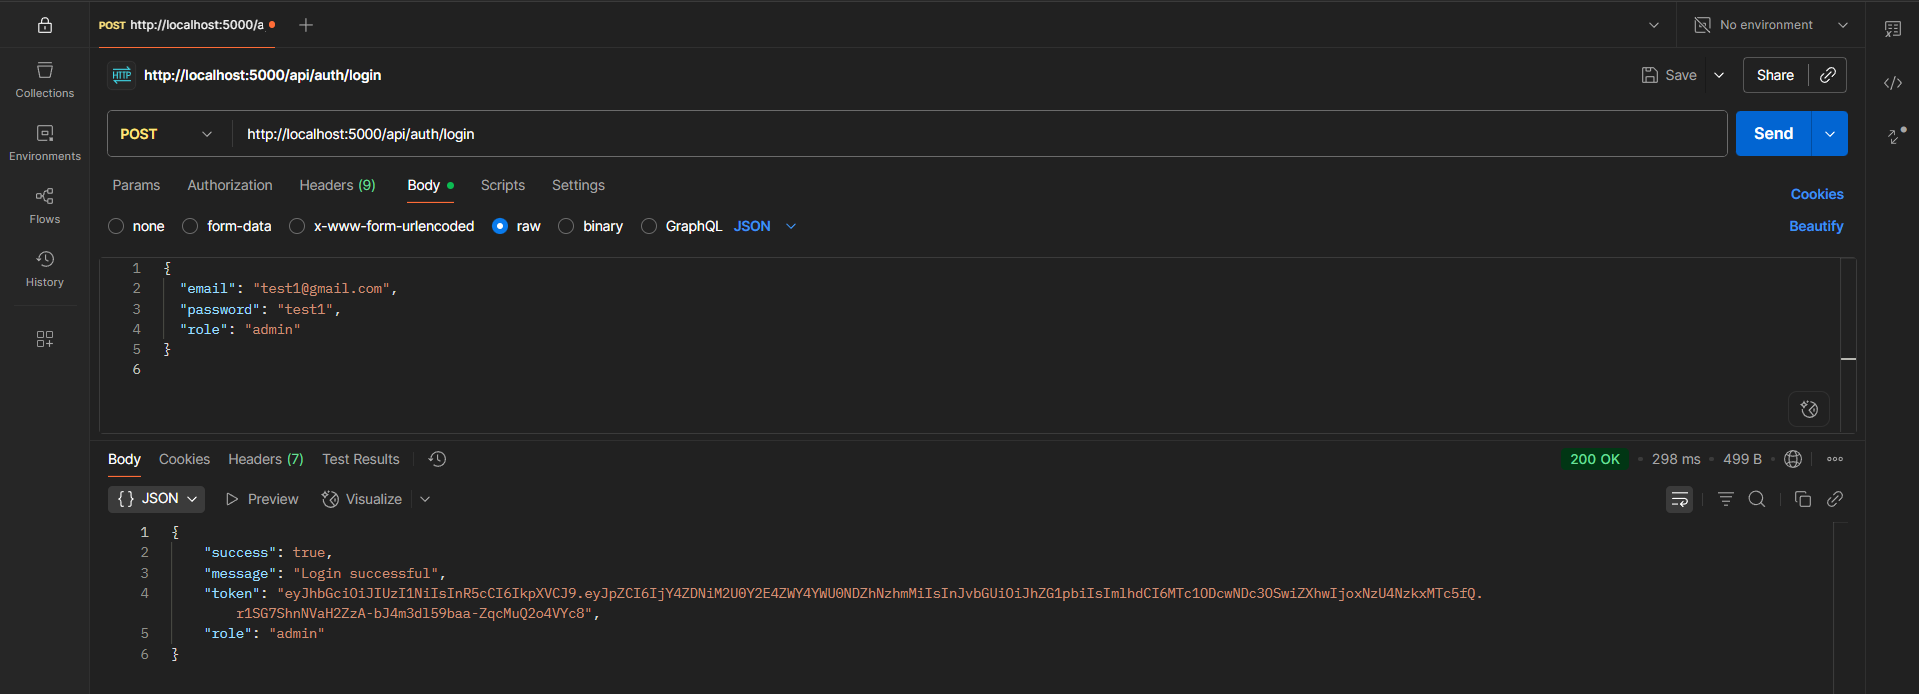 POST http://localhost:5000/a
No environment
http://localhost:5000/api/auth/login
Save
Share
Collections
Environments
Flows
History
POST http://localhost:5000/api/auth/login
Send
Params Authorization Headers (9) Body Scripts Settings
Cookies
none form-data x-www-form-urlencoded raw binary GraphQL JSON
Beautify
1 {
2 "email": "test1@gmail.com",
3 "password": "test1",
4 "role": "admin"
5 }
6
Body Cookies Headers (7) Test Results
200 OK 298 ms 499 B
{} JSON Preview Visualize
1 {
2 "success": true,
3 "message": "Login successful",
4 "token": "eyJhbGciOiJIUzI1NiIsInR5cCI6IkpXVCJ9.eyJpZCI6IjY4ZDNiM2U0Y2E4ZWY4YWU0NDZhNzhmMiIsInJvbGUiOiJhZG1pbiIsImlhdCI6MTc1ODcwNDc3OSwiZXhwIjoxNzU4NzkxMTc5fQ.
r1SG7ShnNVaH2ZzA-bJ4m3dl59baa-ZqcMuQ2o4VYc8",
5 "role": "admin"
6 }